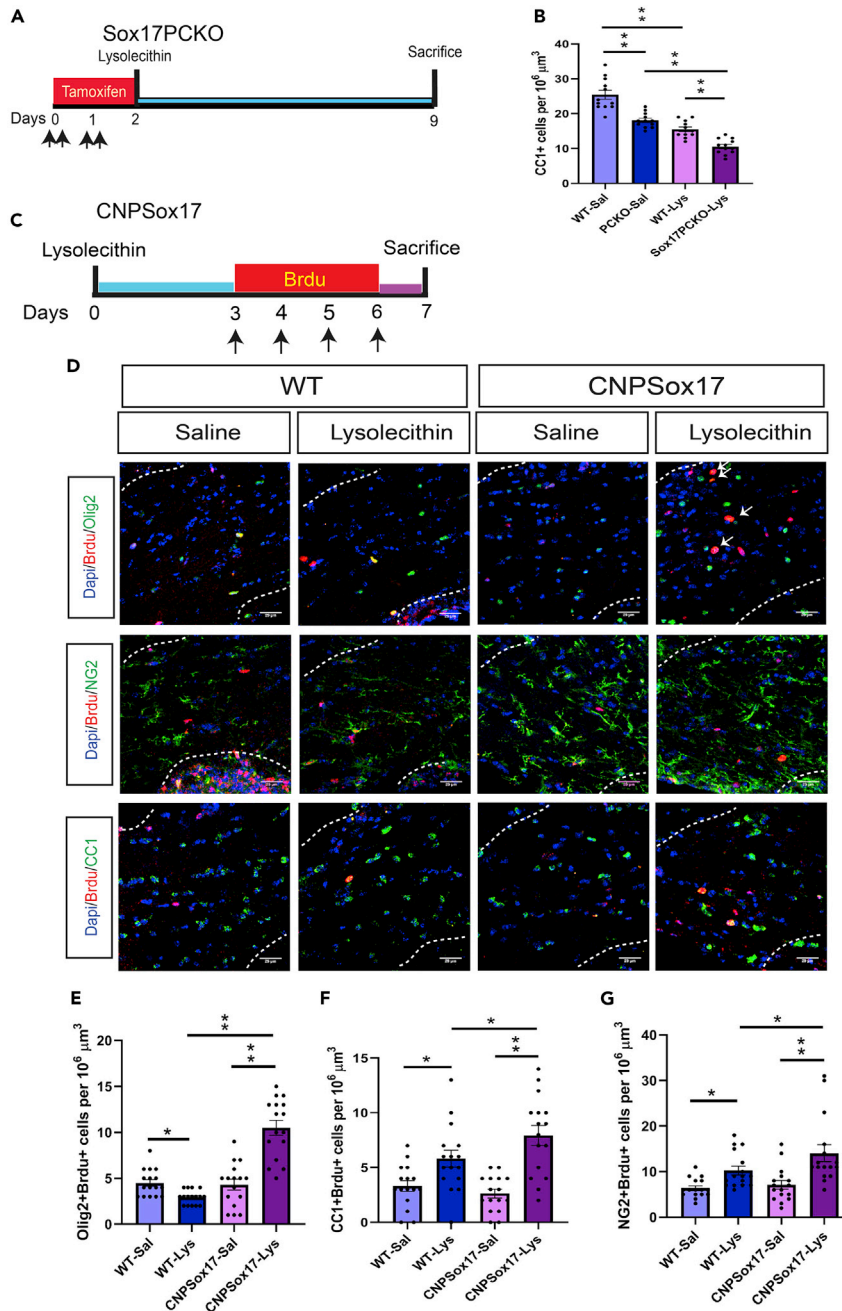 A
Sox17PCKO
Lysolecithin
Sacrifice
Tamoxifen
Days 0 1 2 9
B
CC1+ cells per 10⁶ µm³
40
30
20
10
0
** ** ** **
WT-Sal
PCKO-Sal
WT-Lys
Sox17PCKO-Lys
C
CNPSox17
Lysolecithin
Sacrifice
Brdu
Days 0 3 4 5 6 7
D
WT CNPSox17
Saline Lysolecithin Saline Lysolecithin
Dapi/Brdu/Olig2
Dapi/Brdu/NG2
Dapi/Brdu/CC1
E
Olig2+Brdu+ cells per 10⁶ µm³
20
15
10
5
0
* ** **
WT-Sal
WT-Lys
CNPSox17-Sal
CNPSox17-Lys
F
CC1+Brdu+ cells per 10⁶ µm³
15
10
5
0
* * **
WT-Sal
WT-Lys
CNPSox17-Sal
CNPSox17-Lys
G
NG2+Brdu+ cells per 10⁶ µm³
40
30
20
10
0
* * **
WT-Sal
WT-Lys
CNPSox17-Sal
CNPSox17-Lys